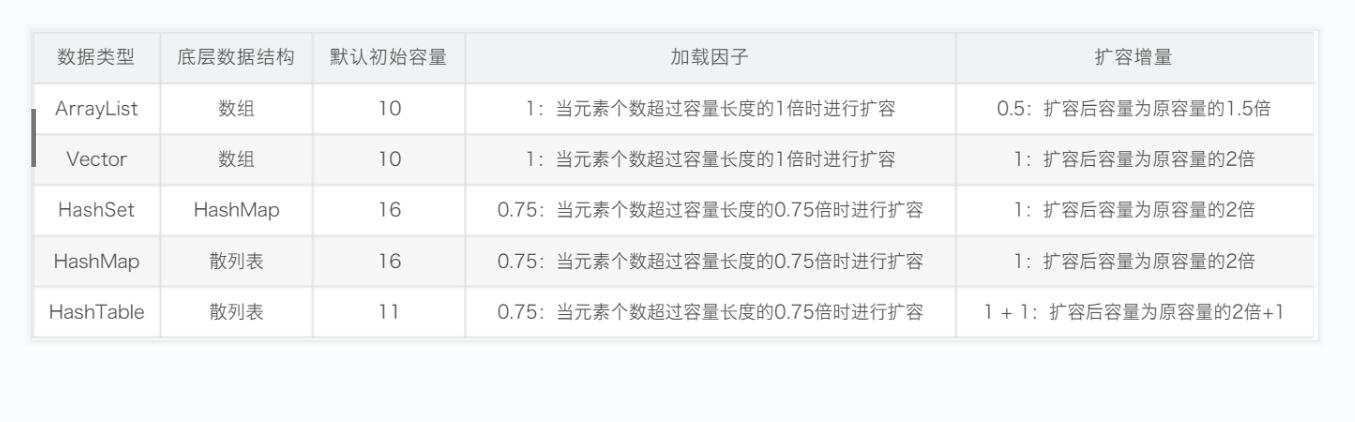 数据类型 底层数据结构 默认初始容量 加载因子 扩容增量
ArrayList 数组 10 1：当元素个数超过容量长度的1倍时进行扩容 0.5：扩容后容量为原容量的1.5倍
Vector 数组 10 1：当元素个数超过容量长度的1倍时进行扩容 1：扩容后容量为原容量的2倍
HashSet HashMap 16 0.75：当元素个数超过容量长度的0.75倍时进行扩容 1：扩容后容量为原容量的2倍
HashMap 散列表 16 0.75：当元素个数超过容量长度的0.75倍时进行扩容 1：扩容后容量为原容量的2倍
HashTable 散列表 11 0.75：当元素个数超过容量长度的0.75倍时进行扩容 1 + 1：扩容后容量为原容量的2倍+1